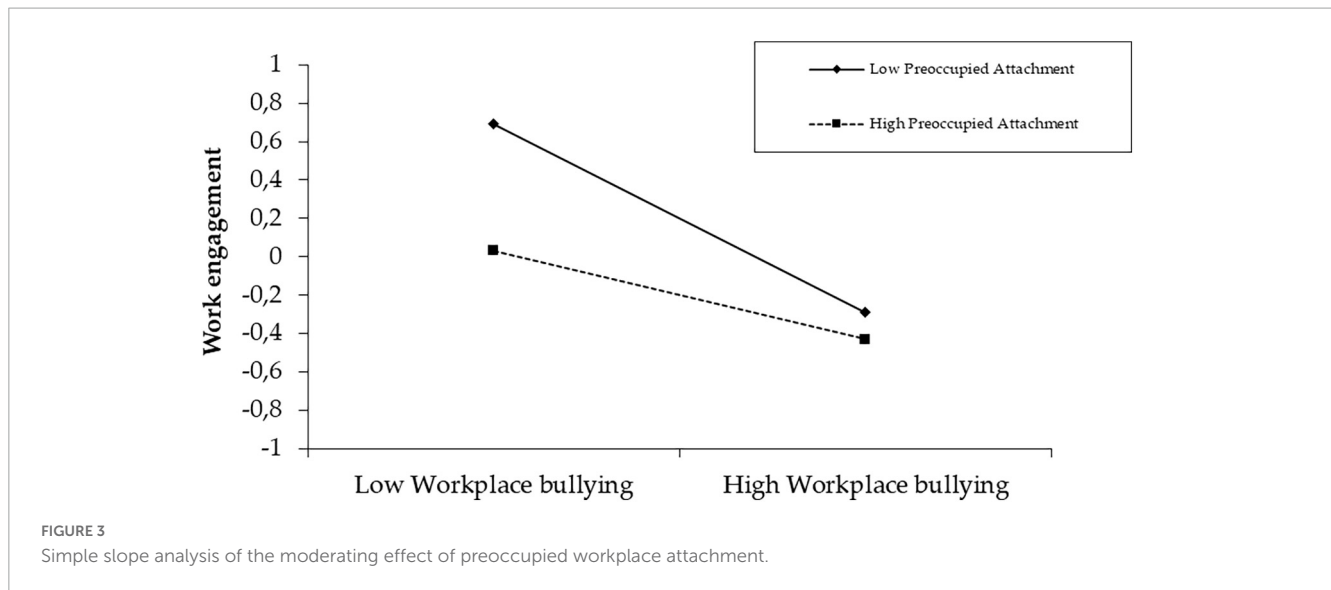 1
0,8
0,6
0,4
0,2
0
-0,2
-0,4
-0,6
-0,8
-1
Work engagement
Low Preoccupied Attachment
High Preoccupied Attachment
Low Workplace bullying
High Workplace bullying
FIGURE 3
Simple slope analysis of the moderating effect of preoccupied workplace attachment.